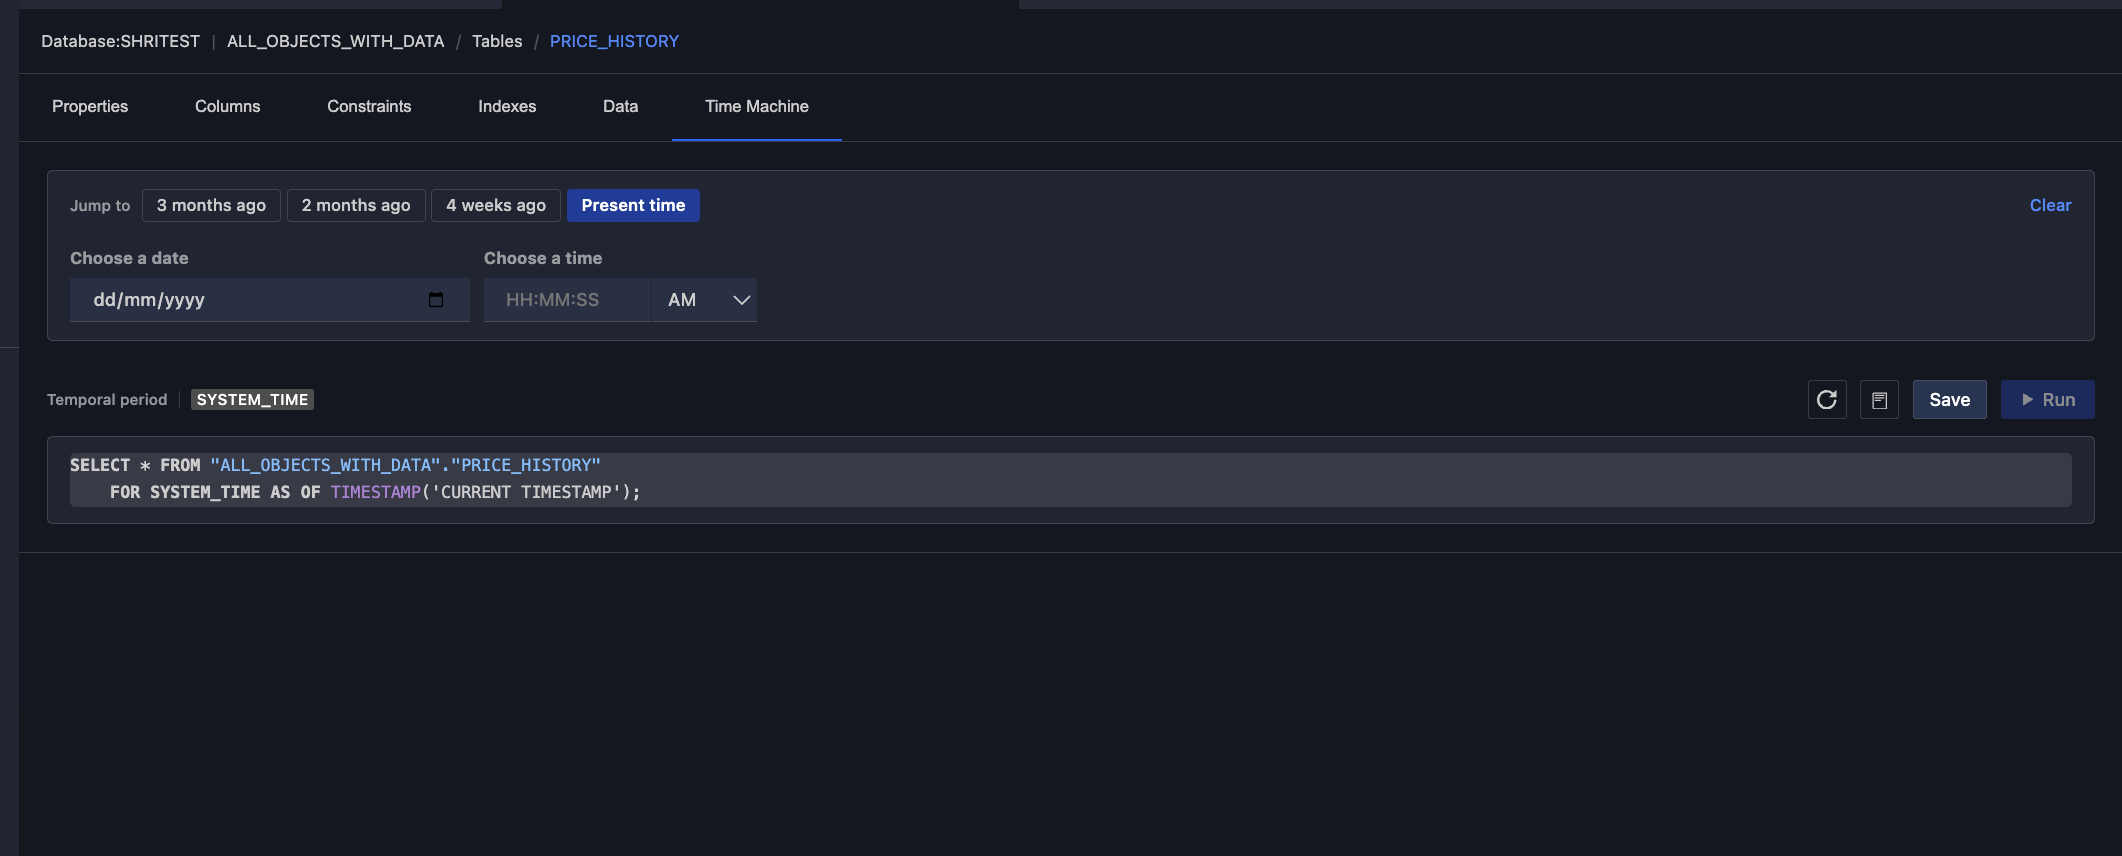 Database:SHRITEST | ALL_OBJECTS_WITH_DATA / Tables / PRICE_HISTORY
Properties Columns Constraints Indexes Data Time Machine
Jump to 3 months ago 2 months ago 4 weeks ago Present time Clear
Choose a date Choose a time
dd/mm/yyyy HH:MM:SS AM
Temporal period | SYSTEM_TIME Save Run
SELECT * FROM "ALL_OBJECTS_WITH_DATA"."PRICE_HISTORY"
FOR SYSTEM_TIME AS OF TIMESTAMP('CURRENT TIMESTAMP');